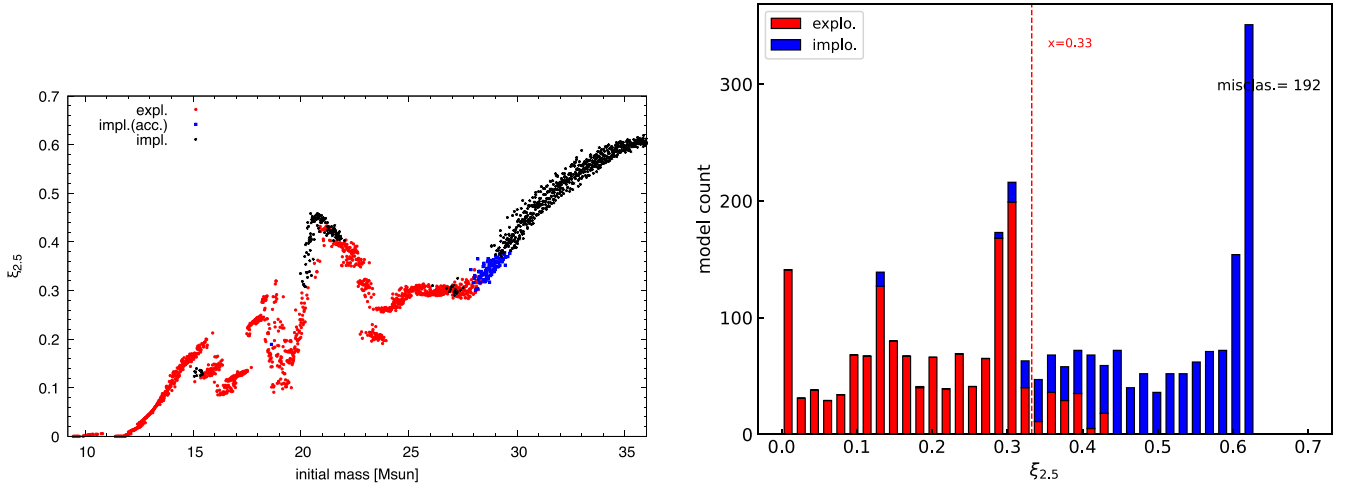 0.7
0.6
0.5
0.4
0.3
0.2
0.1
0
ξ2.5
expl.
impl.(acc.)
impl.
10 15 20 25 30 35
initial mass [Msun]
explo.
implo.
x=0.33
misclas.= 192
300
200
100
0
model count
0.0 0.1 0.2 0.3 0.4 0.5 0.6 0.7
ξ2.5